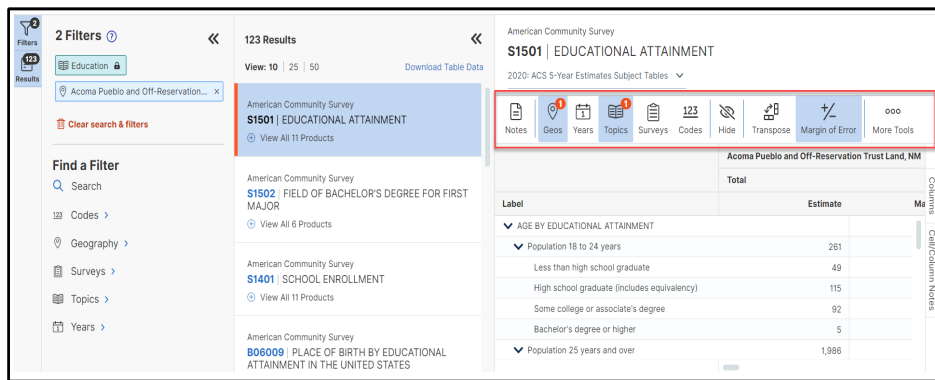 2
Filters
123
Results
2 Filters ?
Education
Acoma Pueblo and Off-Reservation... ×
Clear search & filters
Find a Filter
Search
123 Codes >
Geography >
Surveys >
Topics >
Years >
123 Results
View: 10 | 25 | 50
Download Table Data
American Community Survey
S1501 | EDUCATIONAL ATTAINMENT
View All 11 Products
American Community Survey
S1502 | FIELD OF BACHELOR'S DEGREE FOR FIRST
MAJOR
View All 6 Products
American Community Survey
S1401 | SCHOOL ENROLLMENT
View All 11 Products
American Community Survey
B06009 | PLACE OF BIRTH BY EDUCATIONAL
ATTAINMENT IN THE UNITED STATES
American Community Survey
S1501 | EDUCATIONAL ATTAINMENT
2020: ACS 5-Year Estimates Subject Tables
1 1 1 123 +/-
Notes Geos Years Topics Surveys Codes Hide Transpose Margin of Error More Tools
Acoma Pueblo and Off-Reservation Trust Land, NM
Total
Label Estimate Ma
AGE BY EDUCATIONAL ATTAINMENT
Population 18 to 24 years 261
Less than high school graduate 49
High school graduate (includes equivalency) 115
Some college or associate's degree 92
Bachelor's degree or higher 5
Population 25 years and over 1,986
Columns
Cell/Column Notes